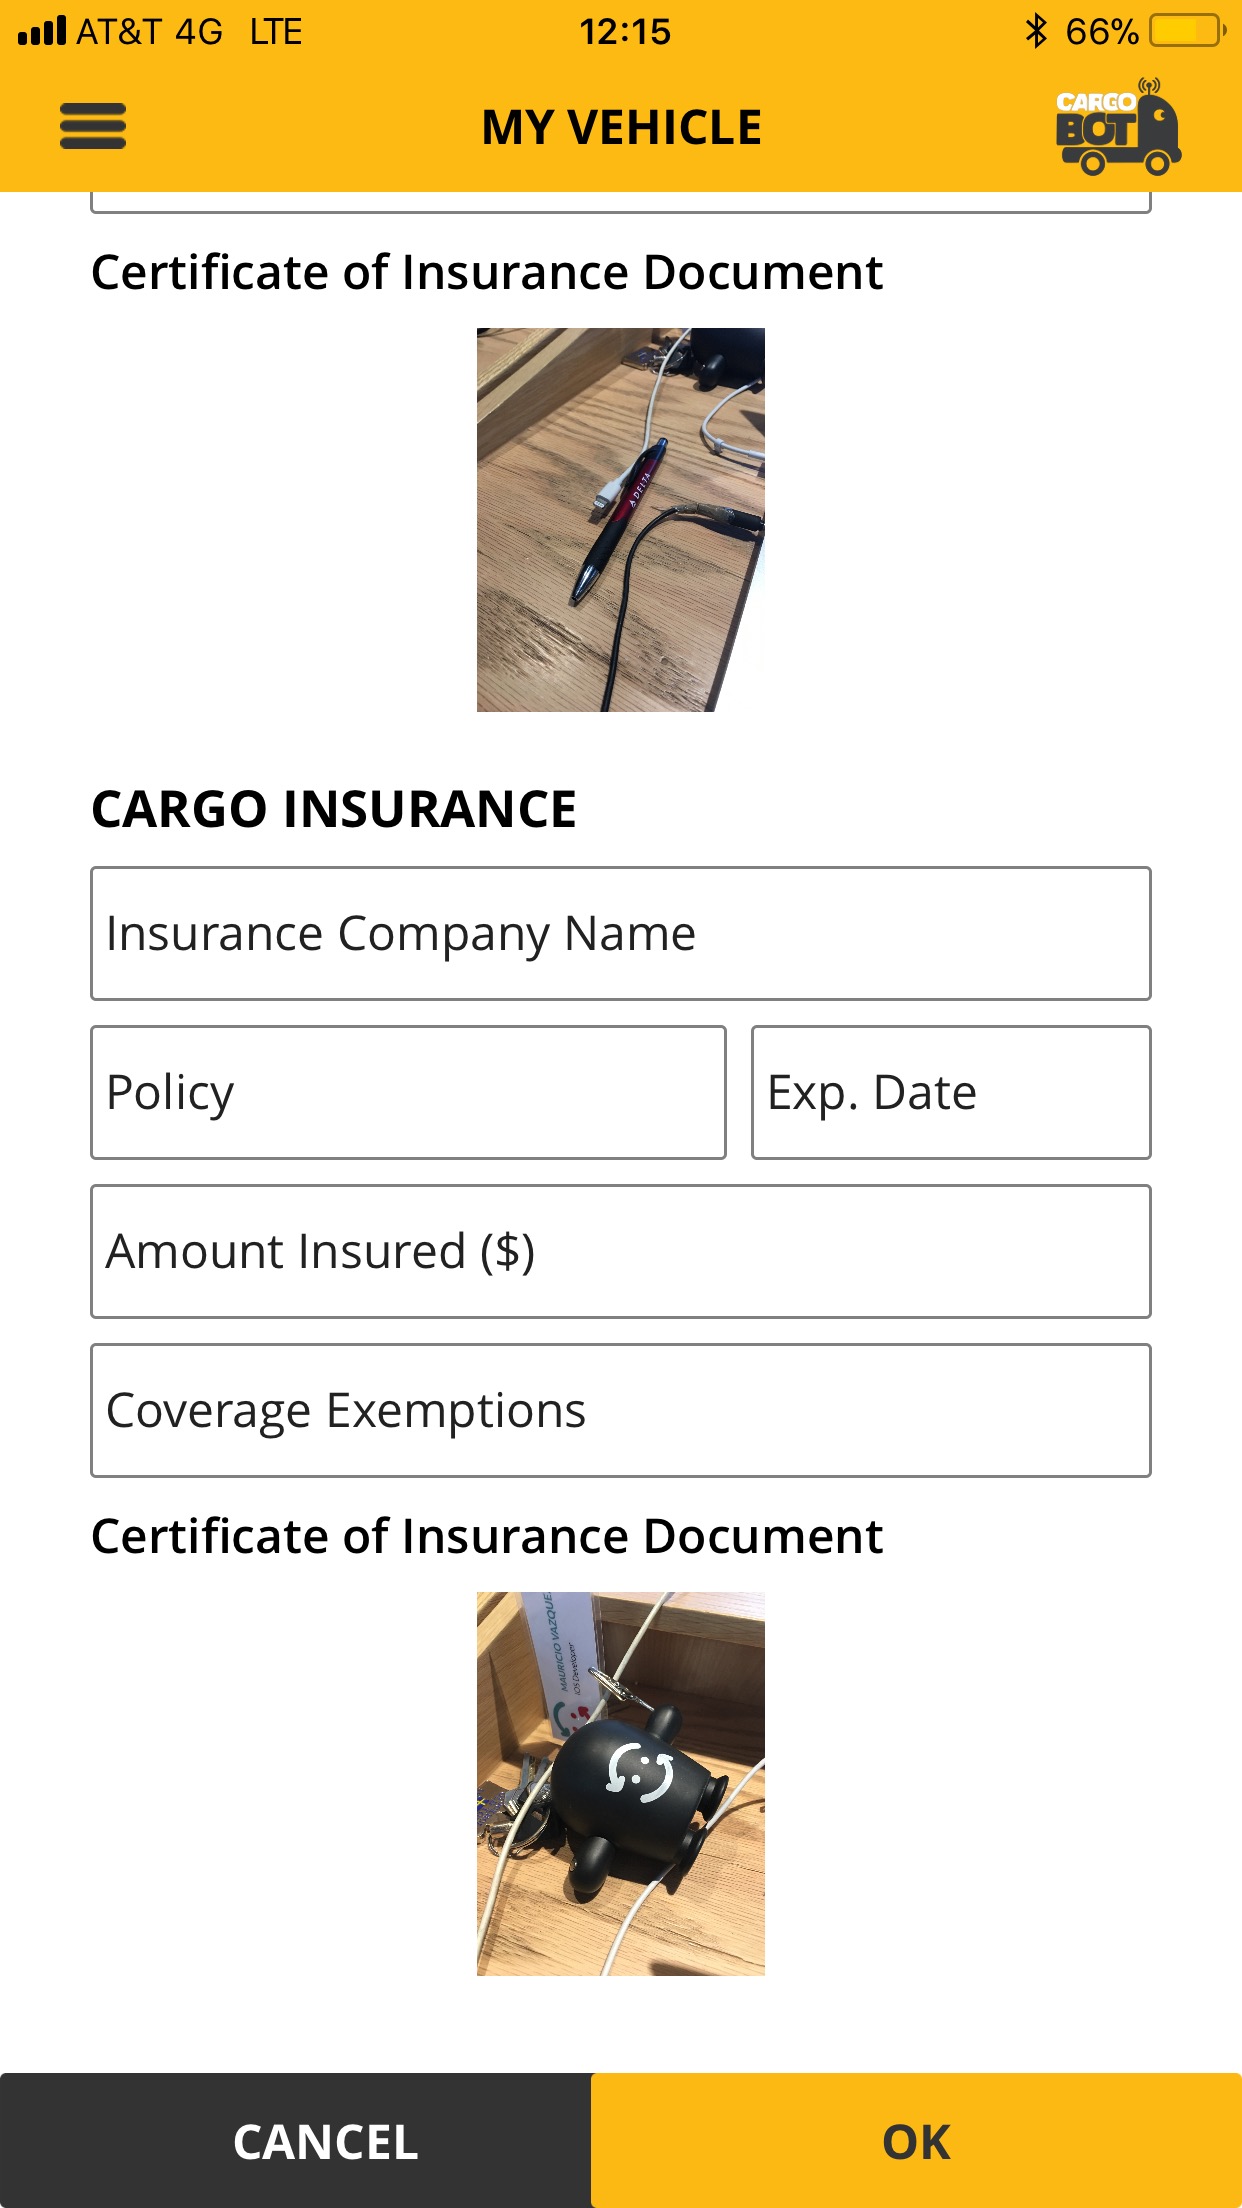 AT&T 4G LTE 12:15 66%
MY VEHICLE
CARGO
BOT
Certificate of Insurance Document
DELTA
CARGO INSURANCE
Insurance Company Name
Policy
Exp. Date
Amount Insured ($)
Coverage Exemptions
Certificate of Insurance Document
MAURICIO VAZQUE
iOS Developer
CANCEL
OK